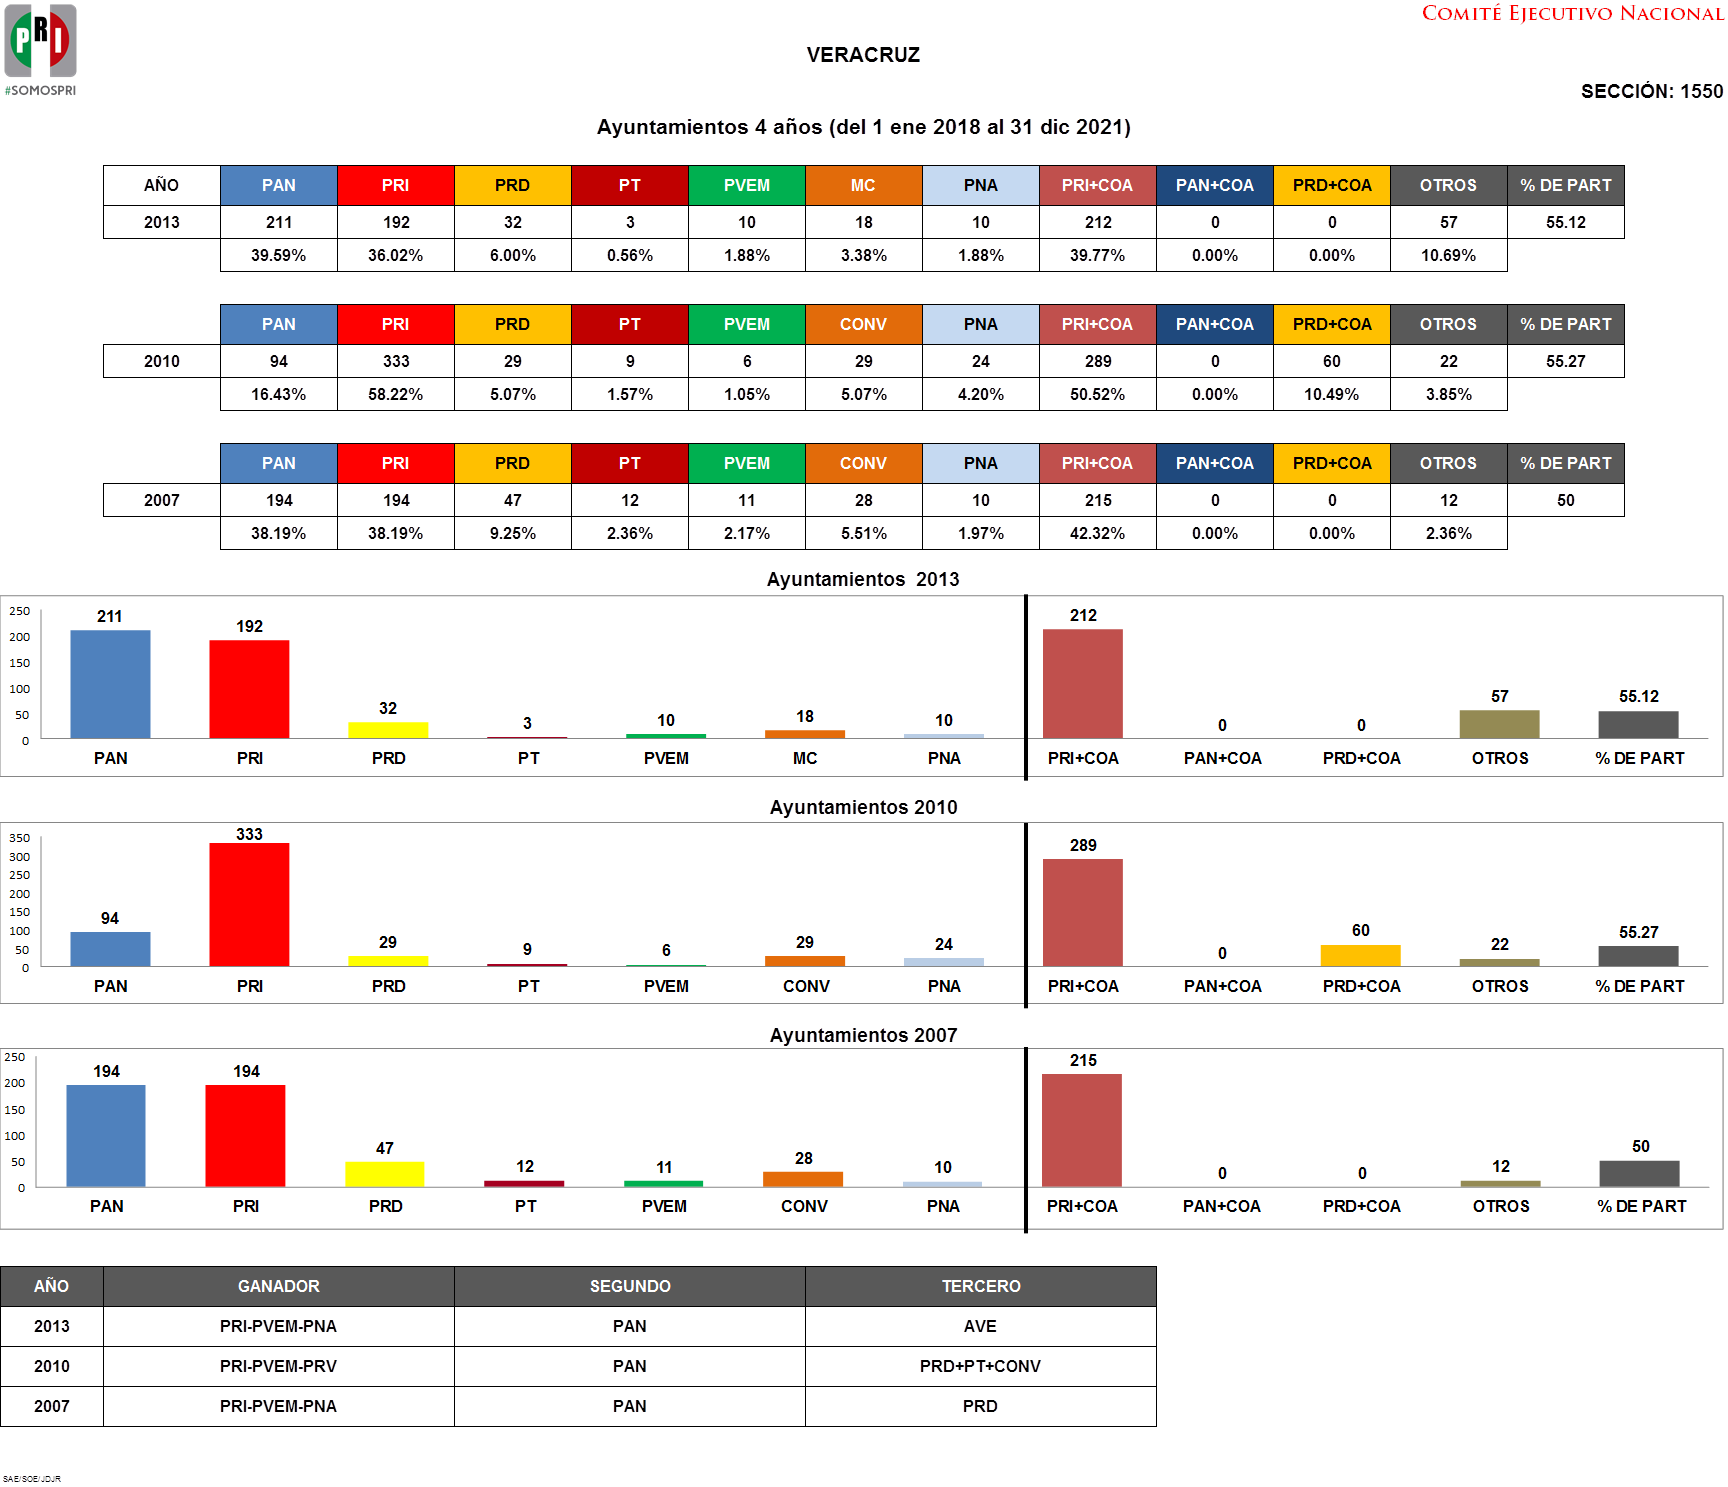 PRI
#SOMOSPRI
COMITÉ EJECUTIVO NACIONAL
VERACRUZ
SECCIÓN: 1550
Ayuntamientos 4 años (del 1 ene 2018 al 31 dic 2021)
AÑO PAN PRI PRD PT PVEM MC PNA PRI+COA PAN+COA PRD+COA OTROS % DE PART
2013 211 192 32 3 10 18 10 212 0 0 57 55.12
39.59% 36.02% 6.00% 0.56% 1.88% 3.38% 1.88% 39.77% 0.00% 0.00% 10.69%
PAN PRI PRD PT PVEM CONV PNA PRI+COA PAN+COA PRD+COA OTROS % DE PART
2010 94 333 29 9 6 29 24 289 0 60 22 55.27
16.43% 58.22% 5.07% 1.57% 1.05% 5.07% 4.20% 50.52% 0.00% 10.49% 3.85%
PAN PRI PRD PT PVEM CONV PNA PRI+COA PAN+COA PRD+COA OTROS % DE PART
2007 194 194 47 12 11 28 10 215 0 0 12 50
38.19% 38.19% 9.25% 2.36% 2.17% 5.51% 1.97% 42.32% 0.00% 0.00% 2.36%
Ayuntamientos 2013
250
200
150
100
50
0
211 192 32 3 10 18 10 212 0 0 57 55.12
PAN PRI PRD PT PVEM MC PNA PRI+COA PAN+COA PRD+COA OTROS % DE PART
Ayuntamientos 2010
350
300
250
200
150
100
50
0
94 333 29 9 6 29 24 289 0 60 22 55.27
PAN PRI PRD PT PVEM CONV PNA PRI+COA PAN+COA PRD+COA OTROS % DE PART
Ayuntamientos 2007
250
200
150
100
50
0
194 194 47 12 11 28 10 215 0 0 12 50
PAN PRI PRD PT PVEM CONV PNA PRI+COA PAN+COA PRD+COA OTROS % DE PART
AÑO GANADOR SEGUNDO TERCERO
2013 PRI-PVEM-PNA PAN AVE
2010 PRI-PVEM-PRV PAN PRD+PT+CONV
2007 PRI-PVEM-PNA PAN PRD
SAE/SOE/JDJR